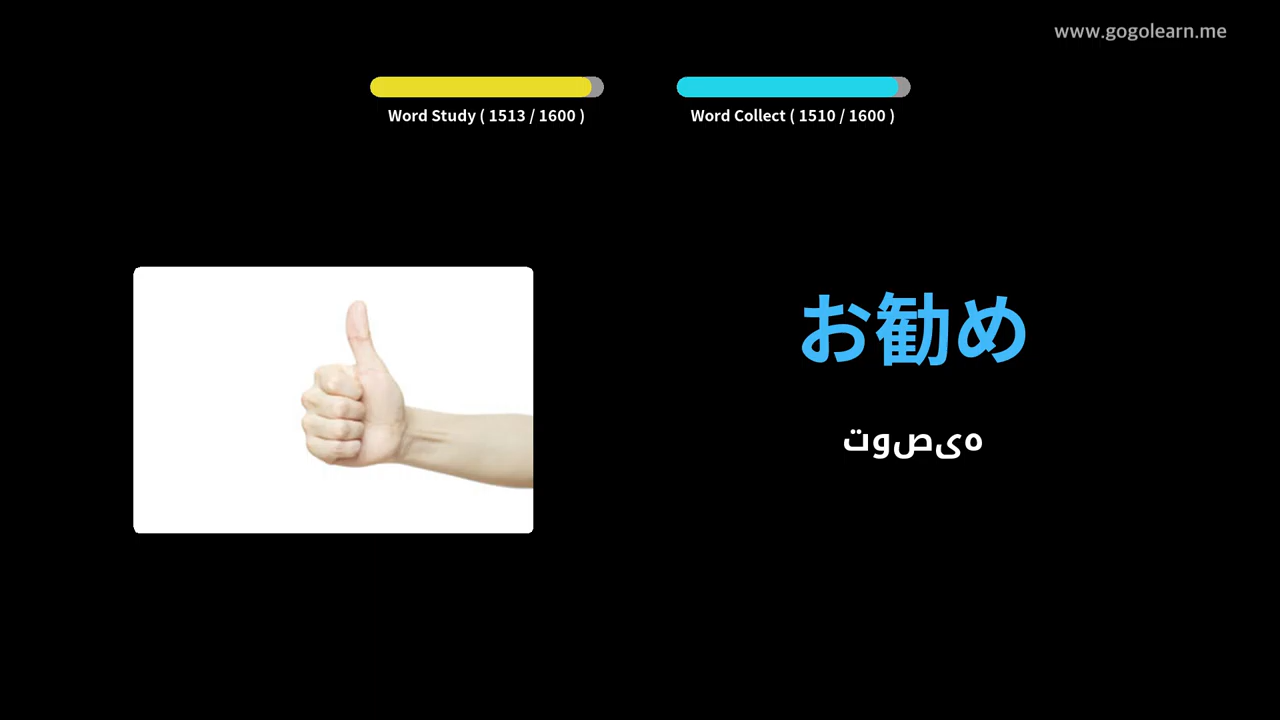 www.gogolearn.me
Word Study ( 1513 / 1600 )
Word Collect ( 1510 / 1600 )
お勧め
توصیه